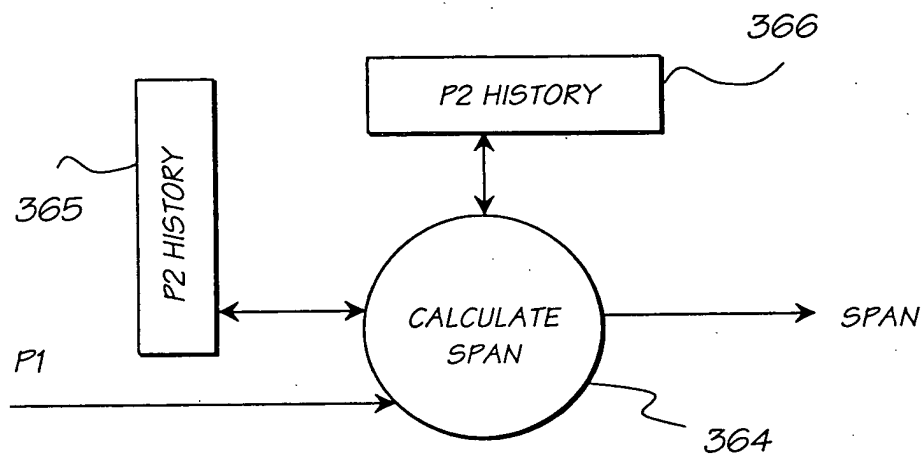 366
P2 HISTORY
365
P2 HISTORY
CALCULATE
SPAN
SPAN
P1
364